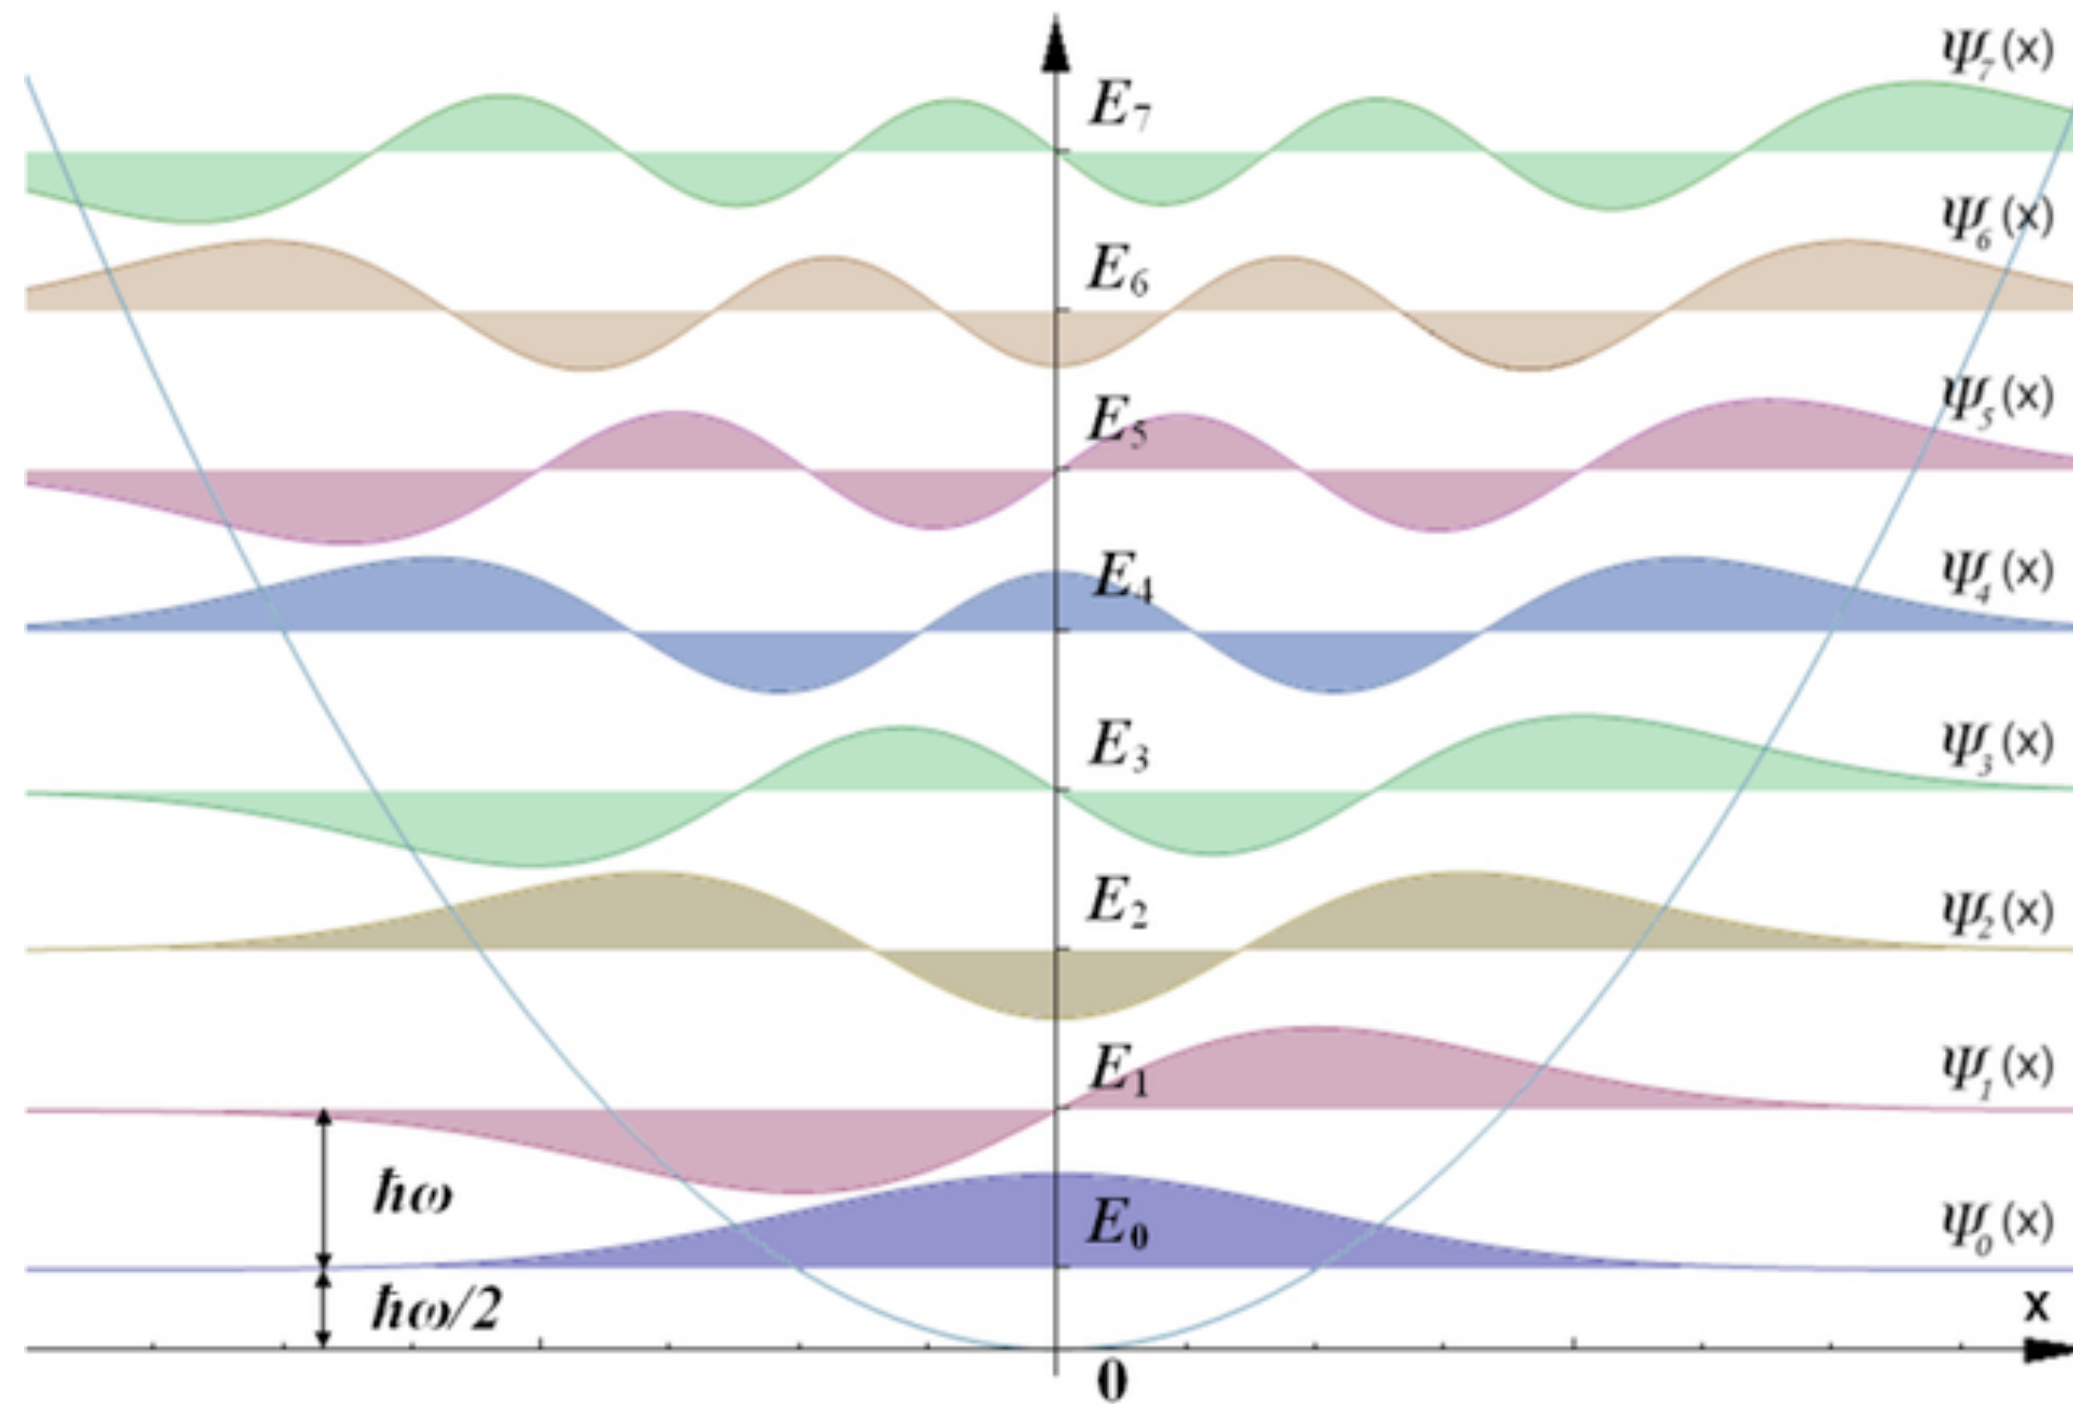 ψ₇(x)
E₇
ψ₆(x)
E₆
ψ₅(x)
E₅
ψ₄(x)
E₄
ψ₃(x)
E₃
ψ₂(x)
E₂
ψ₁(x)
E₁
ħω
ψ₀(x)
E₀
ħω/2
x
0